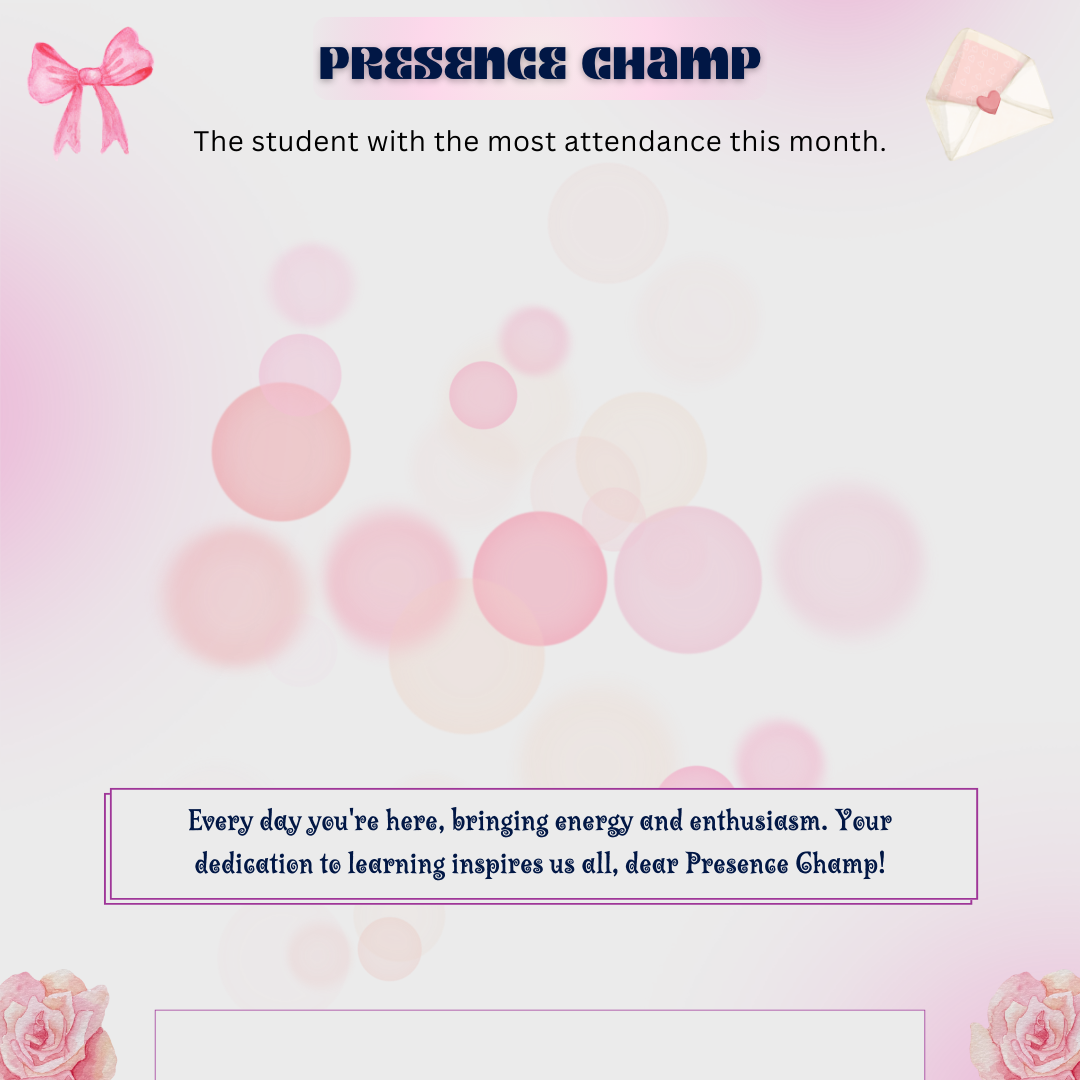 PRESENCE CHAMP
The student with the most attendance this month.
Every day you're here, bringing energy and enthusiasm. Your
dedication to learning inspires us all, dear Presence Champ!